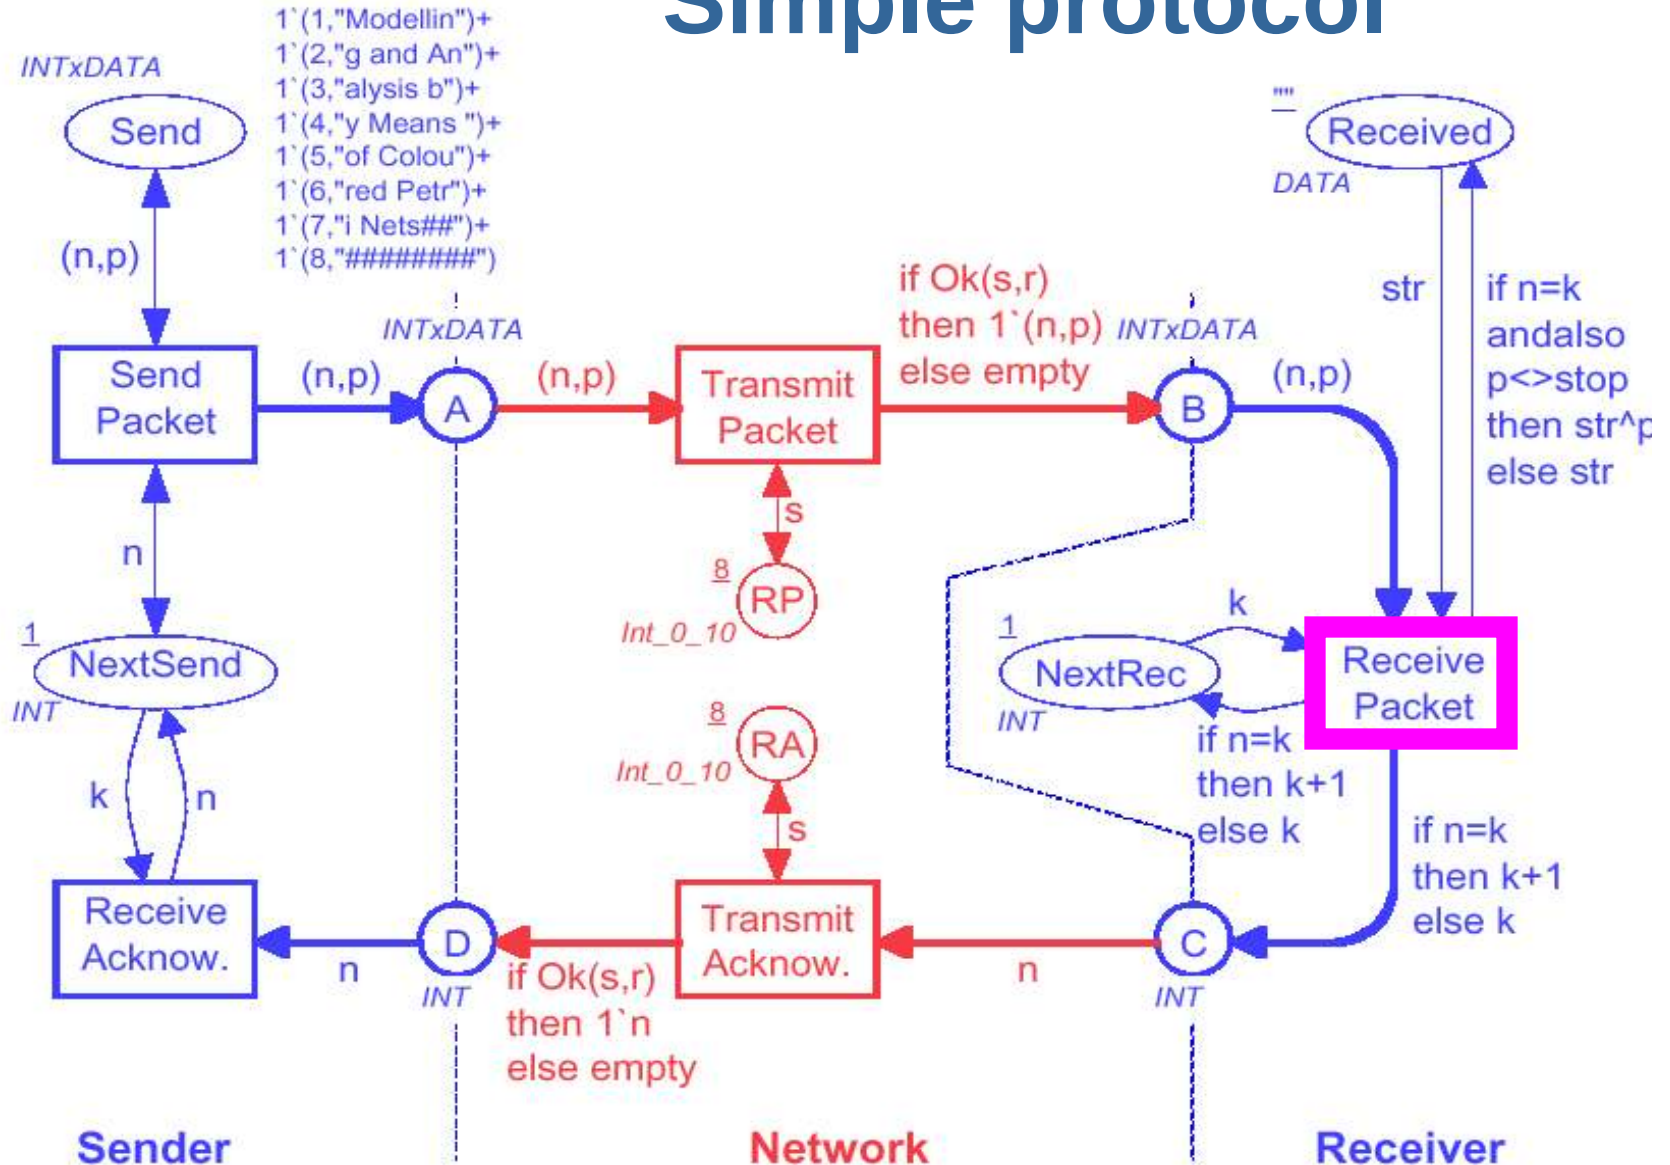 Simple protocol
1`(1,"Modellin")+
1`(2,"g and An")+
1`(3,"alysis b")+
1`(4,"y Means ")+
1`(5,"of Colou")+
1`(6,"red Petr")+
1`(7,"i Nets##")+
1`(8,"########")
INTxDATA
Send
(n,p)
Send
Packet
n
1
NextSend
INT
k
n
Receive
Acknow.
n
(n,p)
INTxDATA
A
(n,p)
Transmit
Packet
if Ok(s,r)
then 1`(n,p)
else empty
s
8
RP
Int_0_10
8
RA
Int_0_10
s
Transmit
Acknow.
D
INT
if Ok(s,r)
then 1`n
else empty
n
INTxDATA
B
(n,p)
""
Received
DATA
str
if n=k
andalso
p<>stop
then str^p
else str
k
1
NextRec
INT
Receive
Packet
if n=k
then k+1
else k
if n=k
then k+1
else k
C
INT
Sender
Network
Receiver